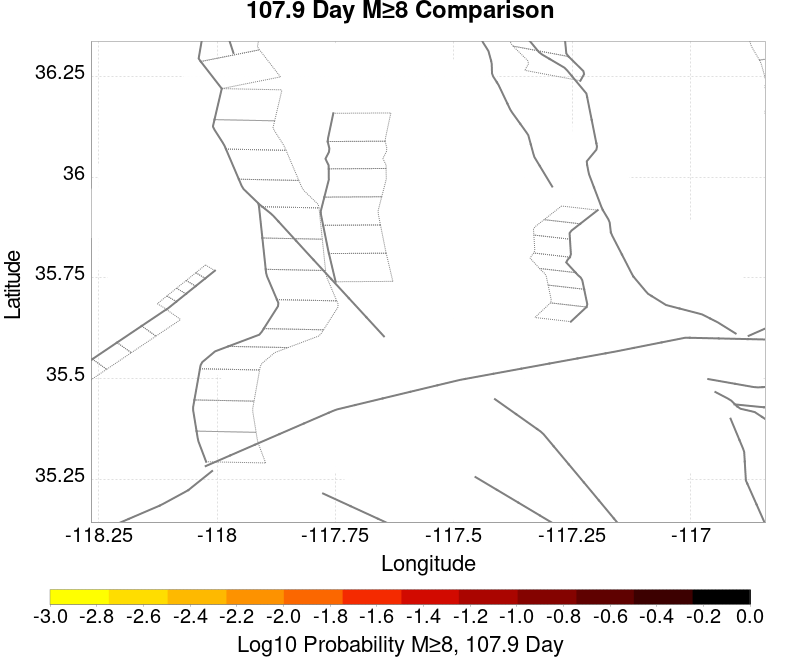 107.9 Day M≥8 Comparison
36.25
36
35.75
35.5
35.25
Latitude
-118.25 -118 -117.75 -117.5 -117.25 -117
Longitude
-3.0 -2.8 -2.6 -2.4 -2.2 -2.0 -1.8 -1.6 -1.4 -1.2 -1.0 -0.8 -0.6 -0.4 -0.2 0.0
Log10 Probability M≥8, 107.9 Day